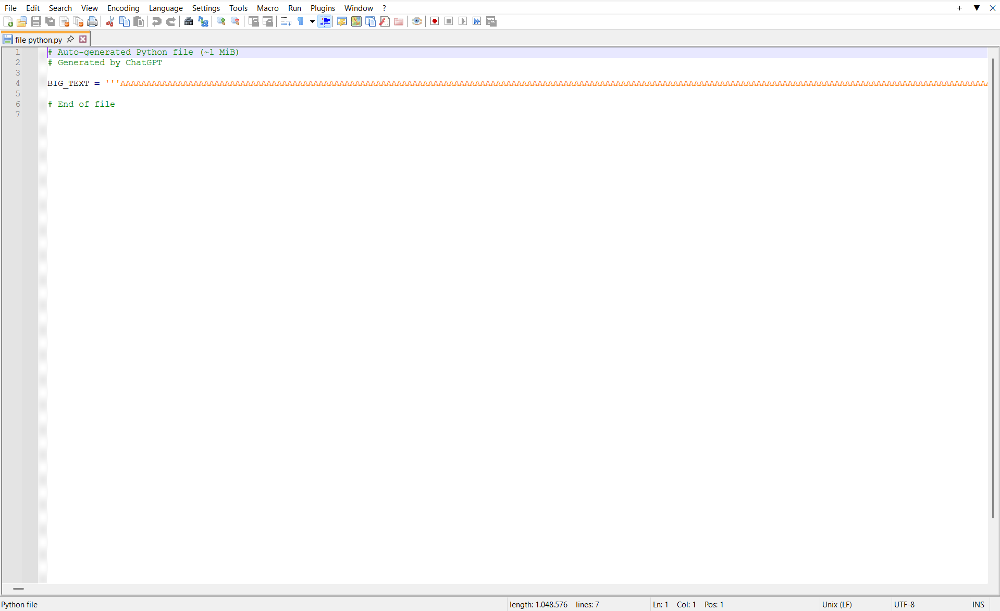 File Edit Search View Encoding Language Settings Tools Macro Run Plugins Window ?
file python.py
1 # Auto-generated Python file (~1 MiB)
2 # Generated by ChatGPT
3
4 BIG_TEXT = '''AAAAAAAAAAAAAAAAAAAAAAAAAAAAAAAAAAAAAAAAAAAAAAAAAAAAAAAAAAAAAAAAAAAAAAAAAAAAAAAAAAAAAAAAAAAAAAAAAAAAAAAAAAAAAAAAAAAAAAAAAAAAAAAAAAAAAAAAAAAAAAAAAAAAAAAAAAAAAAAAAAA
5
6 # End of file
7
Python file length: 1.048.576 lines: 7 Ln: 1 Col: 1 Pos: 1 Unix (LF) UTF-8 INS